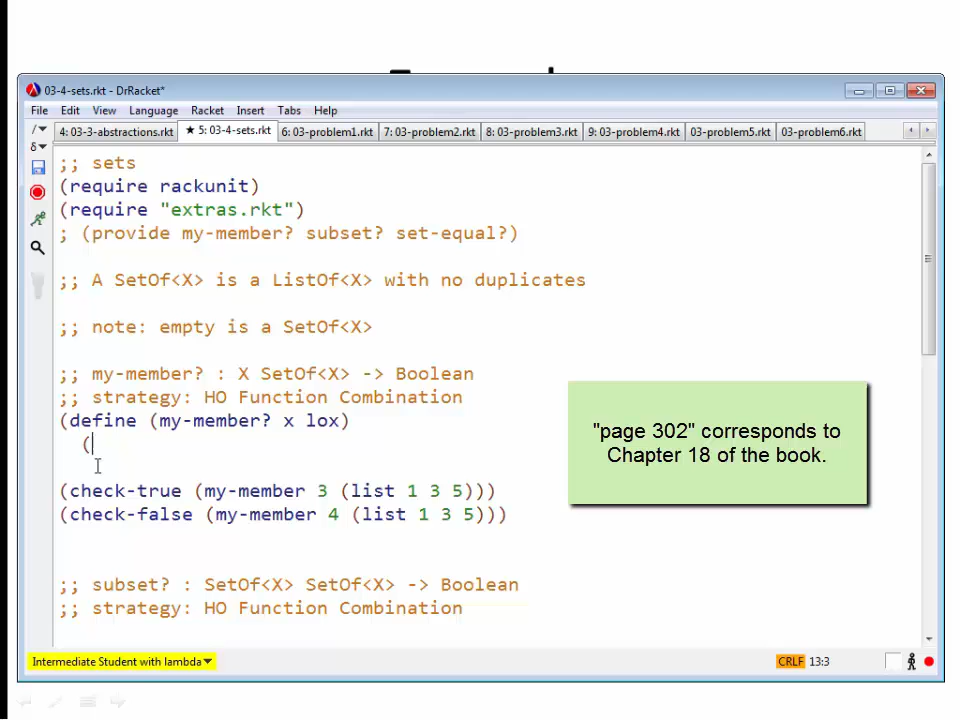 03-4-sets.rkt - DrRacket*
File Edit View Language Racket Insert Tabs Help
4: 03-3-abstractions.rkt ★ 5: 03-4-sets.rkt 6: 03-problem1.rkt 7: 03-problem2.rkt 8: 03-problem3.rkt 9: 03-problem4.rkt 03-problem5.rkt 03-problem6.rkt
;; sets
(require rackunit)
(require "extras.rkt")
; (provide my-member? subset? set-equal?)
;; A SetOf<X> is a ListOf<X> with no duplicates
;; note: empty is a SetOf<X>
;; my-member? : X SetOf<X> -> Boolean
;; strategy: HO Function Combination
(define (my-member? x lox)
(
"page 302" corresponds to
Chapter 18 of the book.
(check-true (my-member 3 (list 1 3 5)))
(check-false (my-member 4 (list 1 3 5)))
;; subset? : SetOf<X> SetOf<X> -> Boolean
;; strategy: HO Function Combination
Intermediate Student with lambda CRLF 13:3